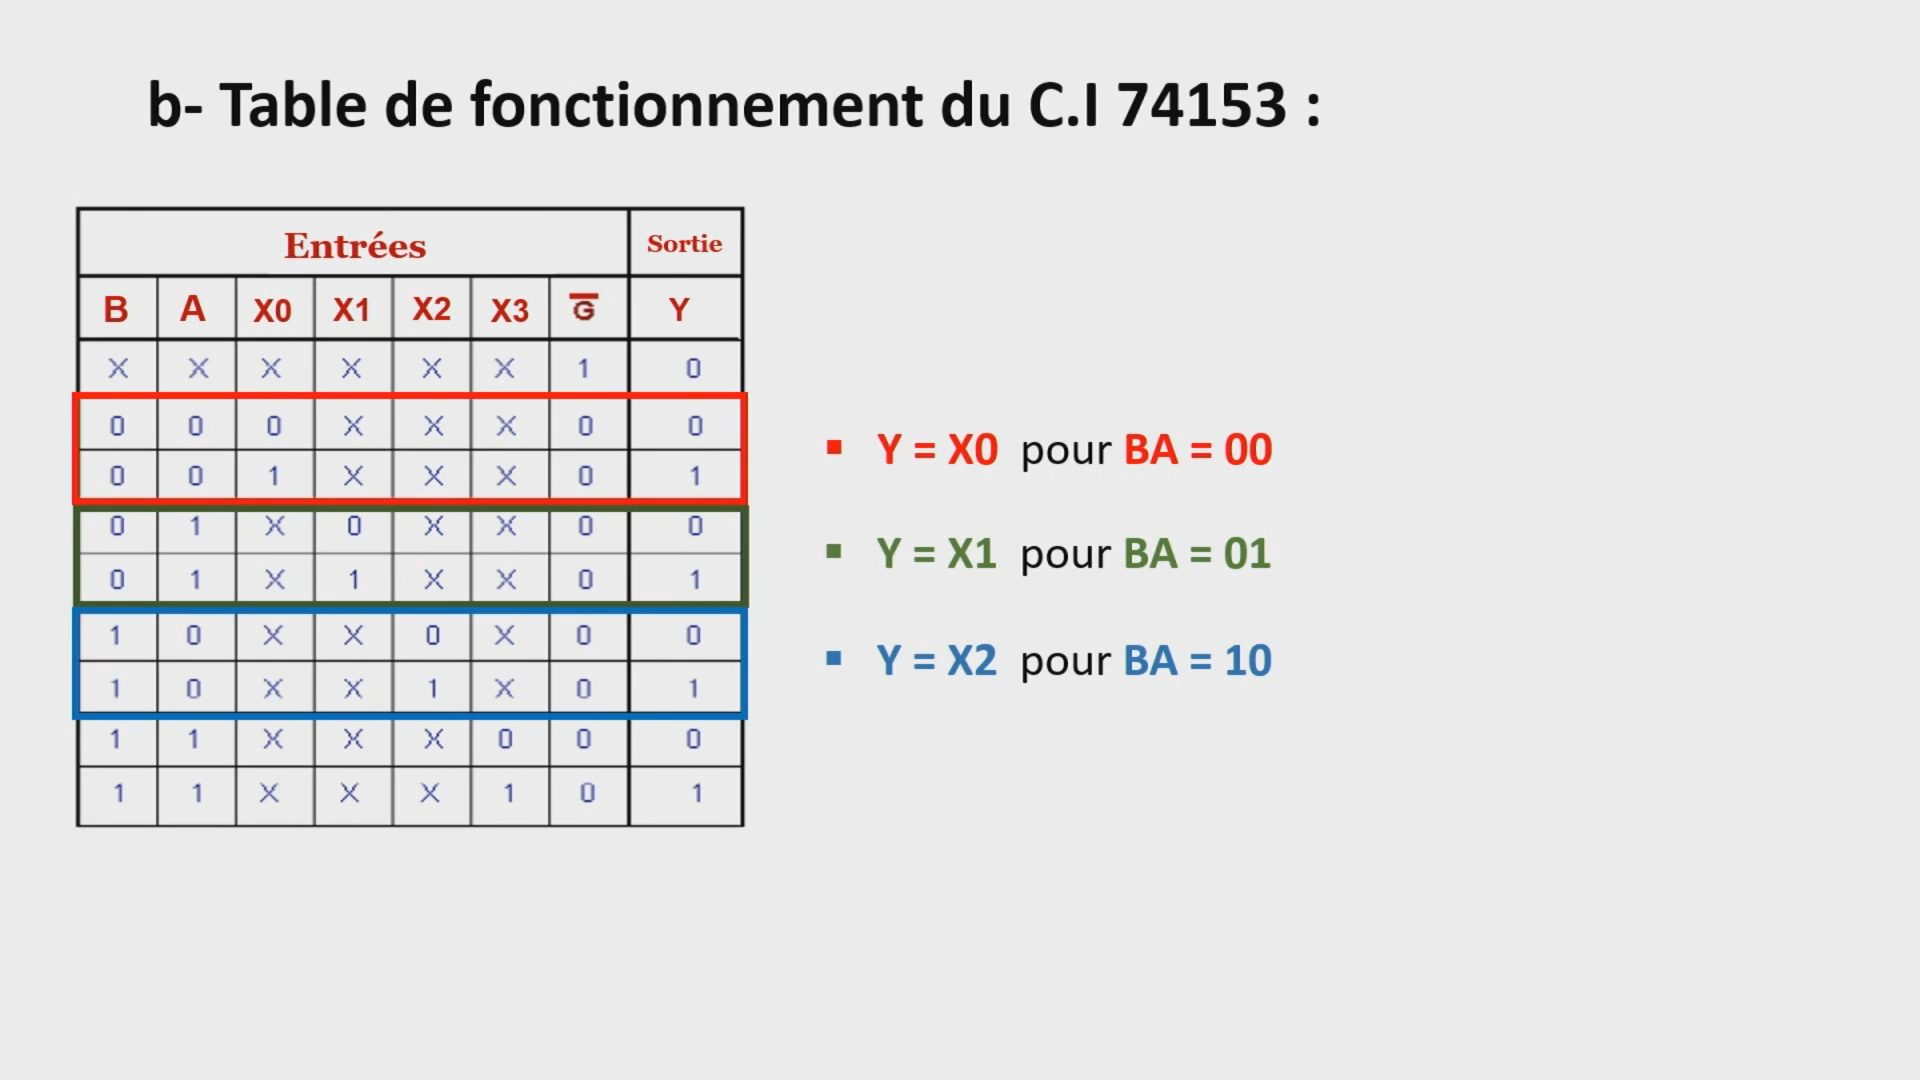 b- Table de fonctionnement du C.I 74153 :
Entrées Sortie
B A X0 X1 X2 X3 G̅ Y
X X X X X X 1 0
0 0 0 X X X 0 0
0 0 1 X X X 0 1
0 1 X 0 X X 0 0
0 1 X 1 X X 0 1
1 0 X X 0 X 0 0
1 0 X X 1 X 0 1
1 1 X X X 0 0 0
1 1 X X X 1 0 1
▪ Y = X0 pour BA = 00
▪ Y = X1 pour BA = 01
▪ Y = X2 pour BA = 10